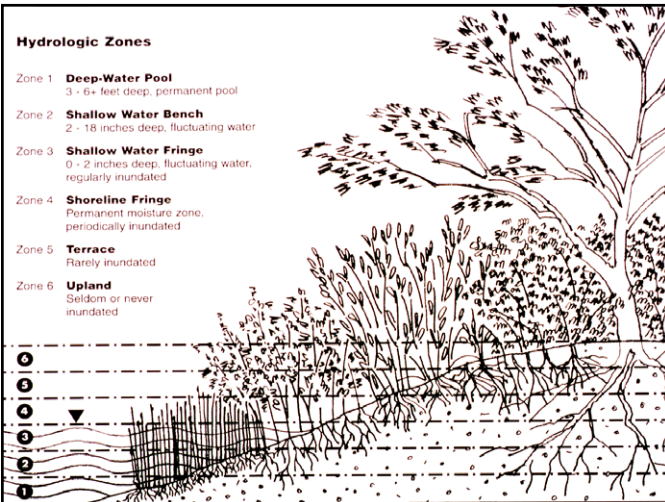 Hydrologic Zones
Zone 1 Deep-Water Pool
3 - 6+ feet deep, permanent pool
Zone 2 Shallow Water Bench
2 - 18 inches deep, fluctuating water
Zone 3 Shallow Water Fringe
0 - 2 inches deep, fluctuating water,
regularly inundated
Zone 4 Shoreline Fringe
Permanent moisture zone,
periodically inundated
Zone 5 Terrace
Rarely inundated
Zone 6 Upland
Seldom or never
inundated
6
5
4
3
2
1